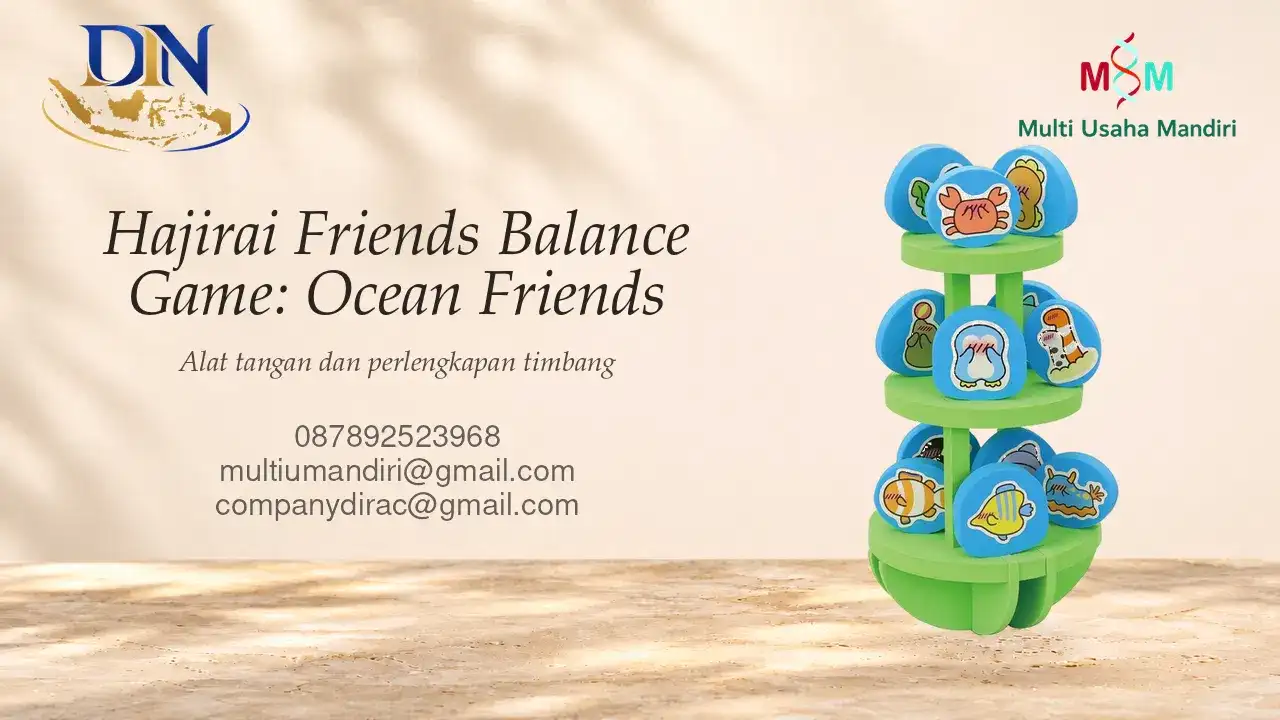 DIN
MSM
Multi Usaha Mandiri
Hajirai Friends Balance
Game: Ocean Friends
Alat tangan dan perlengkapan timbang
087892523968
multiumandiri@gmail.com
companydirac@gmail.com